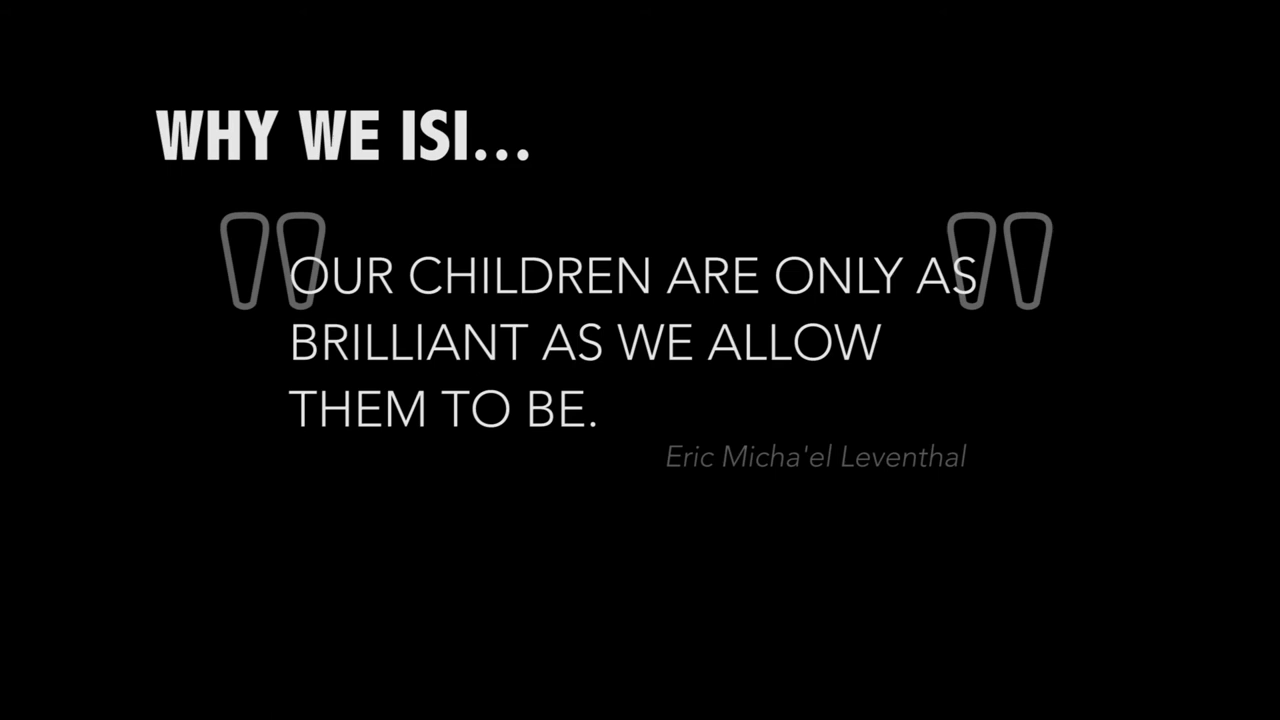 WHY WE ISI...
"OUR CHILDREN ARE ONLY AS"
BRILLIANT AS WE ALLOW
THEM TO BE.
Eric Micha'el Leventhal